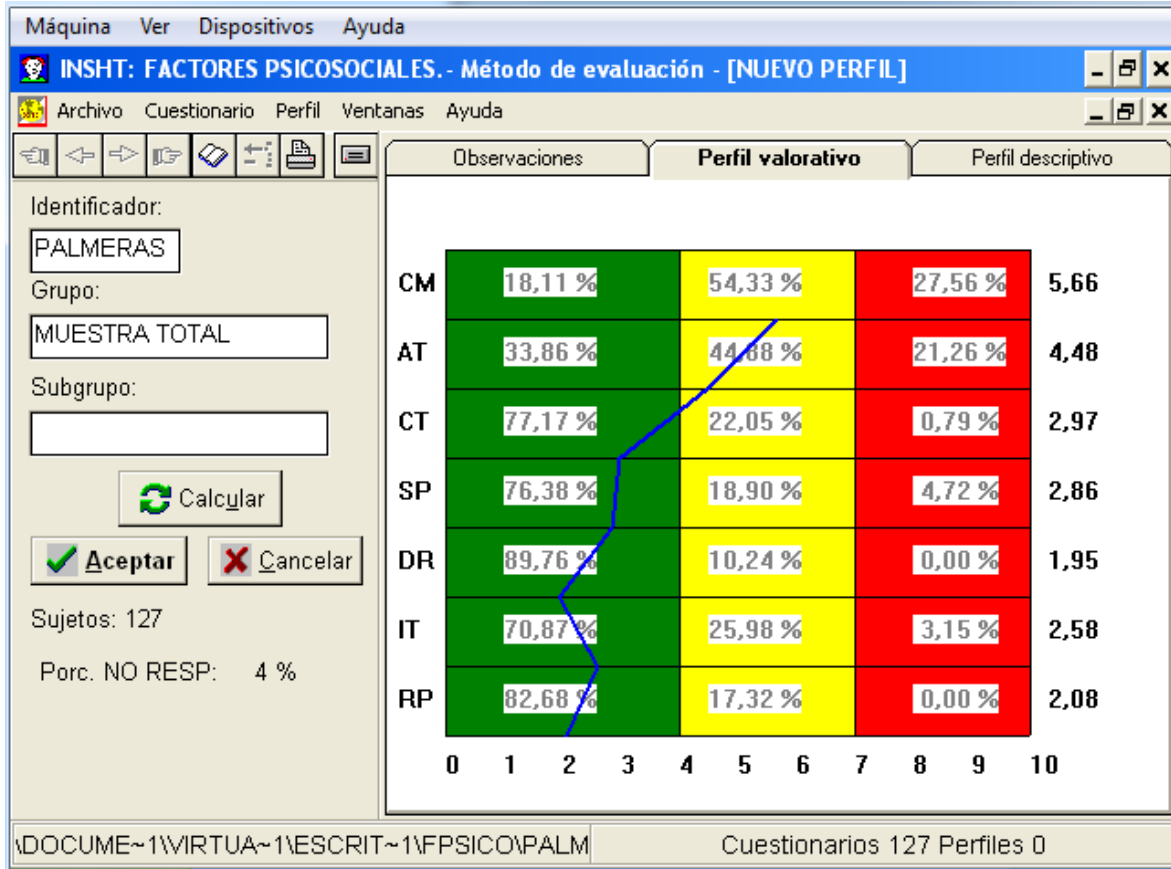 Máquina Ver Dispositivos Ayuda
INSHT: FACTORES PSICOSOCIALES.- Método de evaluación - [NUEVO PERFIL]
Archivo Cuestionario Perfil Ventanas Ayuda
Observaciones Perfil valorativo Perfil descriptivo
Identificador:
PALMERAS
Grupo:
MUESTRA TOTAL
Subgrupo:
Calcular
Aceptar Cancelar
Sujetos: 127
Porc. NO RESP: 4 %
CM 18,11 % 54,33 % 27,56 % 5,66
AT 33,86 % 44,88 % 21,26 % 4,48
CT 77,17 % 22,05 % 0,79 % 2,97
SP 76,38 % 18,90 % 4,72 % 2,86
DR 89,76 % 10,24 % 0,00 % 1,95
IT 70,87 % 25,98 % 3,15 % 2,58
RP 82,68 % 17,32 % 0,00 % 2,08
0 1 2 3 4 5 6 7 8 9 10
\DOCUME~1\VIRTUA~1\ESCRIT~1\FPSICO\PALM Cuestionarios 127 Perfiles 0